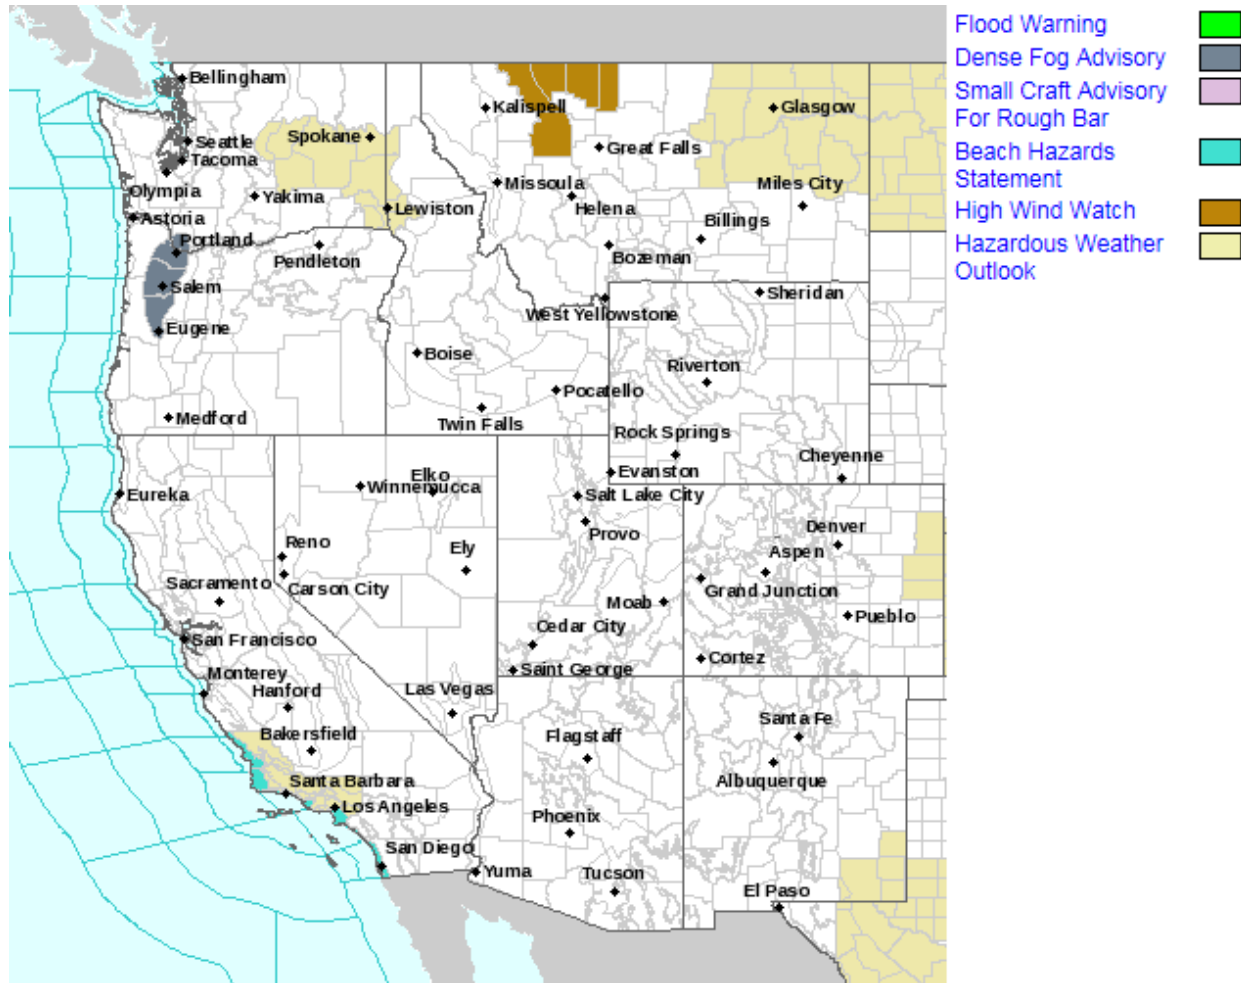 Flood Warning
Dense Fog Advisory
Small Craft Advisory
For Rough Bar
Beach Hazards
Statement
High Wind Watch
Hazardous Weather
Outlook
Bellingham
Kalispell
Glasgow
Seattle
Spokane
Tacoma
Great Falls
Olympia
Missoula
Miles City
Yakima
Helena
Lewiston
Astoria
Billings
Portland
Pendleton
Bozeman
Salem
Sheridan
West Yellowstone
Eugene
Boise
Riverton
Pocatello
Medford
Twin Falls
Rock Springs
Cheyenne
Evanston
Elko
Winnemucca
Eureka
Salt Lake City
Denver
Provo
Reno
Ely
Aspen
Sacramento
Carson City
Grand Junction
Moab
Pueblo
Cedar City
San Francisco
Cortez
Saint George
Monterey
Hanford
Las Vegas
Santa Fe
Bakersfield
Flagstaff
Albuquerque
Santa Barbara
Los Angeles
Phoenix
San Diego
Yuma
Tucson
El Paso